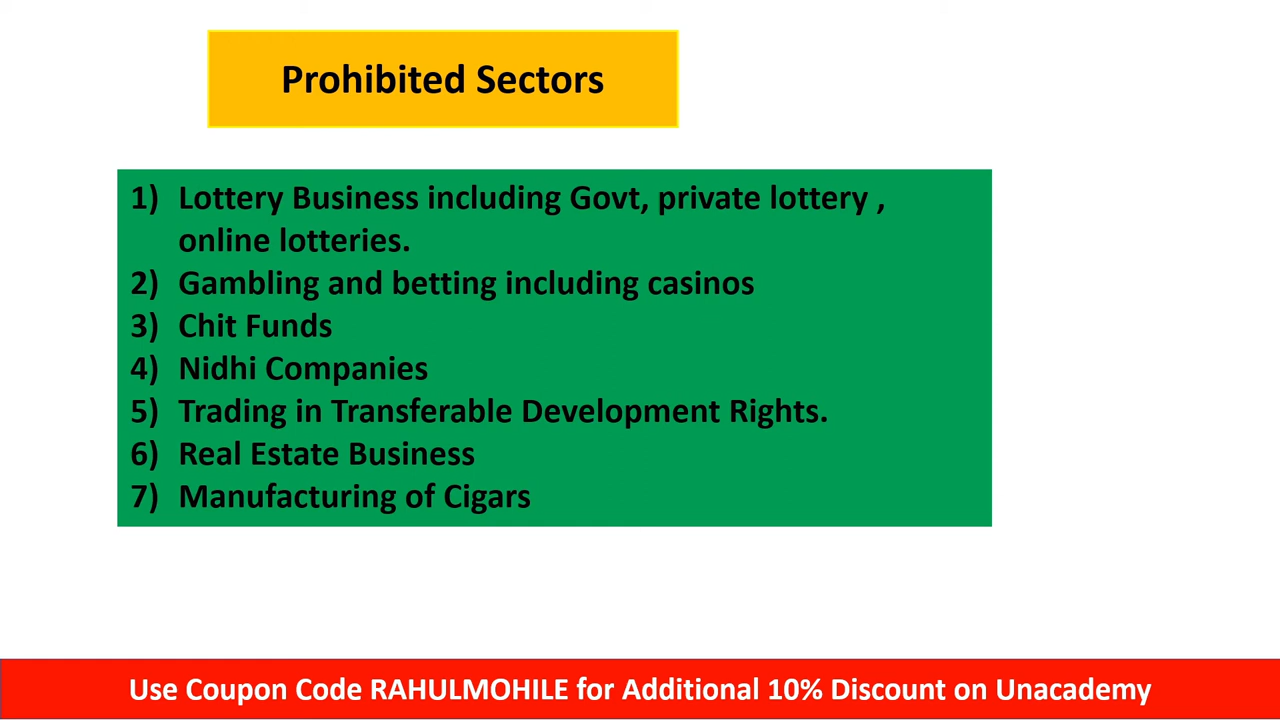 Prohibited Sectors
1) Lottery Business including Govt, private lottery ,
online lotteries.
2) Gambling and betting including casinos
3) Chit Funds
4) Nidhi Companies
5) Trading in Transferable Development Rights.
6) Real Estate Business
7) Manufacturing of Cigars
Use Coupon Code RAHULMOHILE for Additional 10% Discount on Unacademy